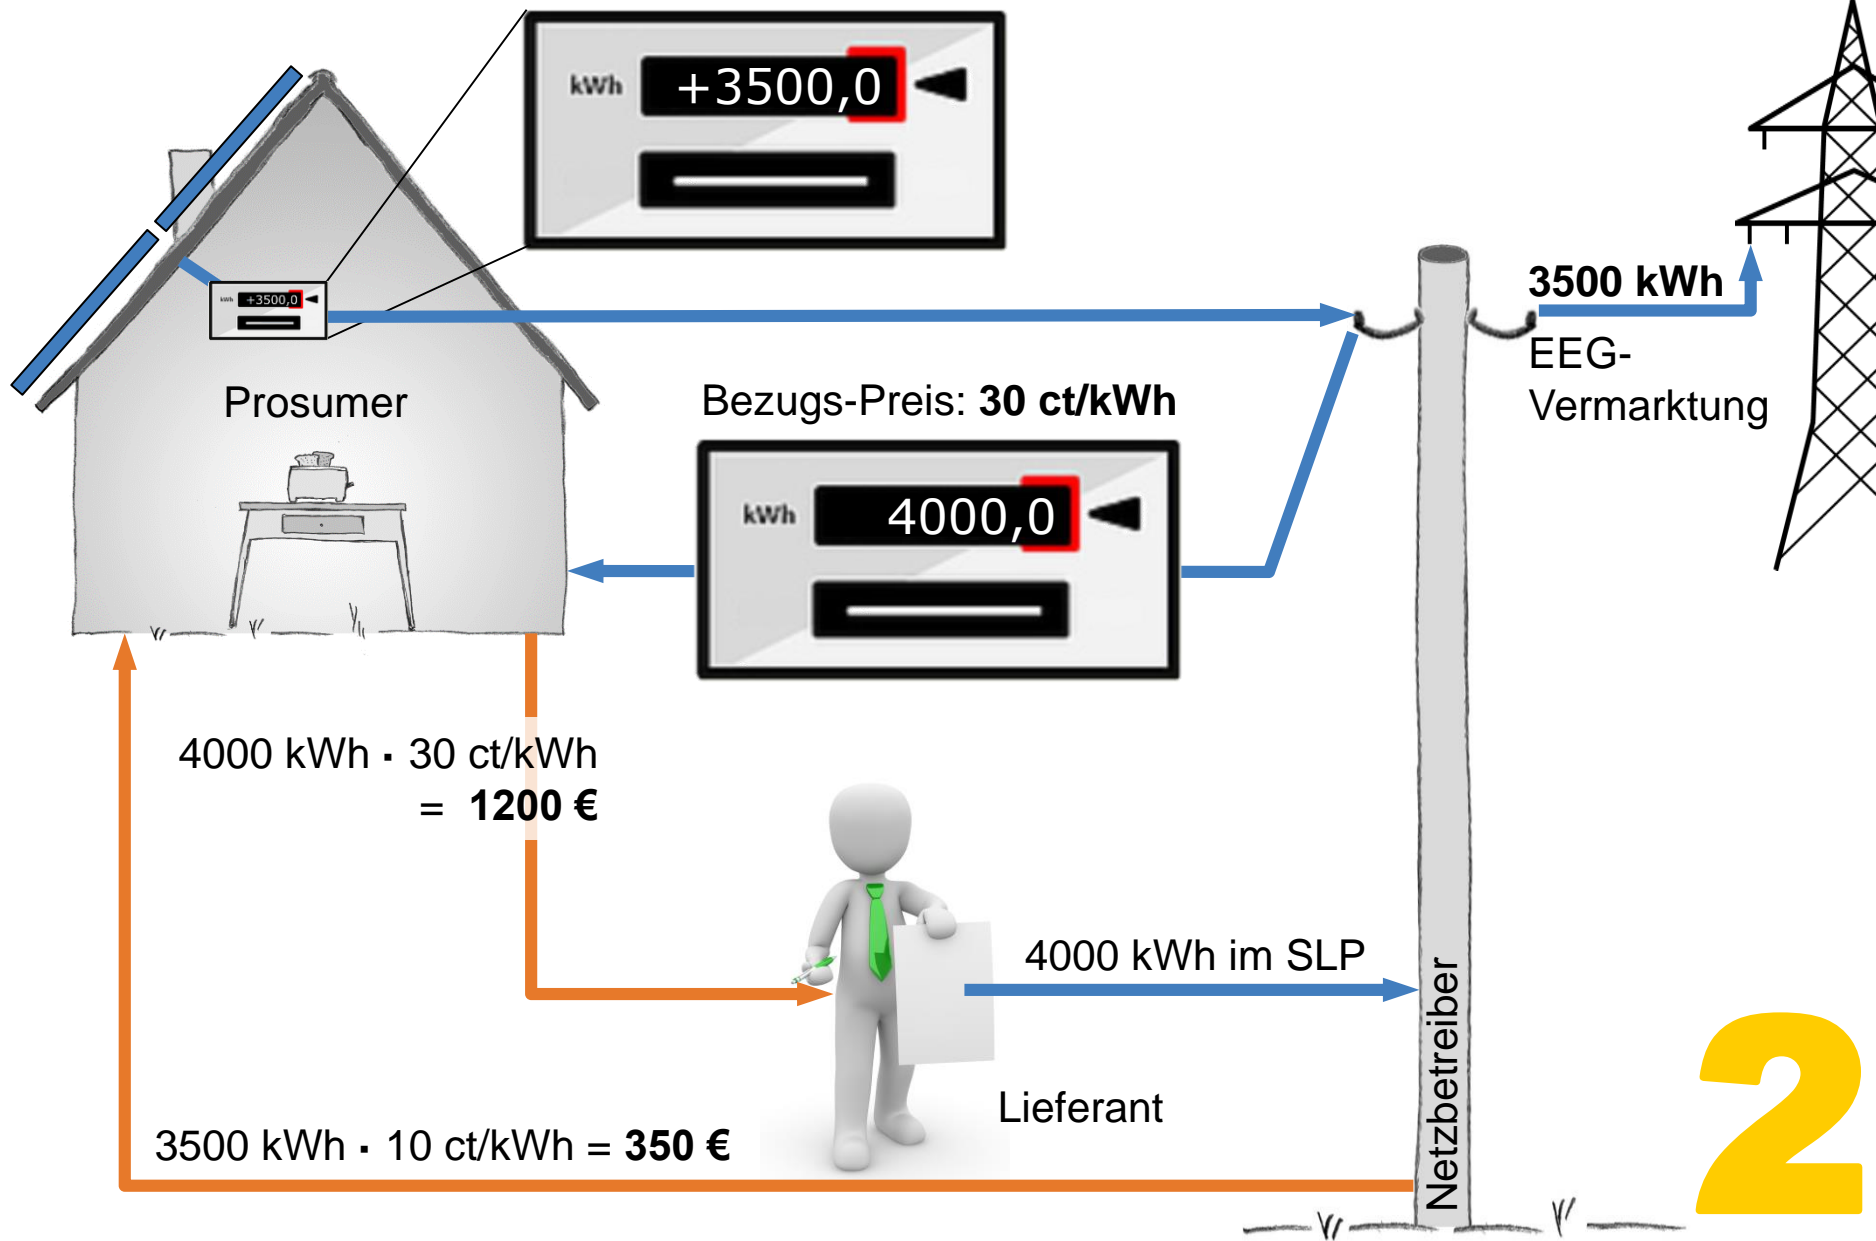 kWh +3500,0
kWh +3500,0
Prosumer
3500 kWh
EEG-
Vermarktung
Bezugs-Preis: 30 ct/kWh
kWh 4000,0
4000 kWh · 30 ct/kWh
= 1200 €
4000 kWh im SLP
Lieferant
3500 kWh · 10 ct/kWh = 350 €
Netzbetreiber
2